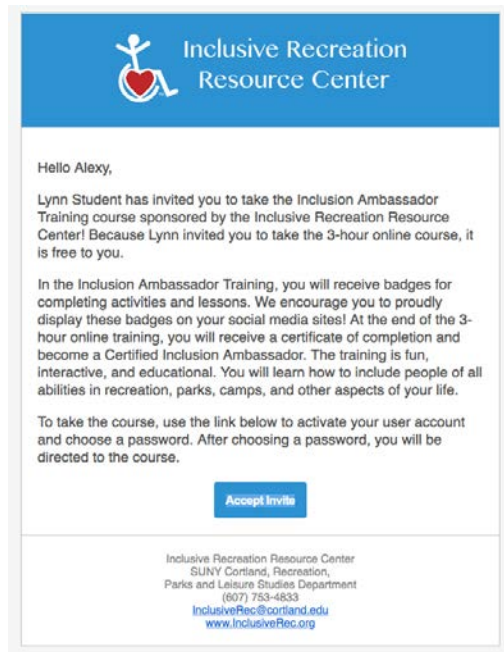 Inclusive Recreation
Resource Center
Hello Alexy,
Lynn Student has invited you to take the Inclusion Ambassador
Training course sponsored by the Inclusive Recreation Resource
Center! Because Lynn invited you to take the 3-hour online course, it
is free to you.
In the Inclusion Ambassador Training, you will receive badges for
completing activities and lessons. We encourage you to proudly
display these badges on your social media sites! At the end of the 3-
hour online training, you will receive a certificate of completion and
become a Certified Inclusion Ambassador. The training is fun,
interactive, and educational. You will learn how to include people of all
abilities in recreation, parks, camps, and other aspects of your life.
To take the course, use the link below to activate your user account
and choose a password. After choosing a password, you will be
directed to the course.
Accept Invite
Inclusive Recreation Resource Center
SUNY Cortland, Recreation,
Parks and Leisure Studies Department
(607) 753-4833
InclusiveRec@cortland.edu
www.InclusiveRec.org